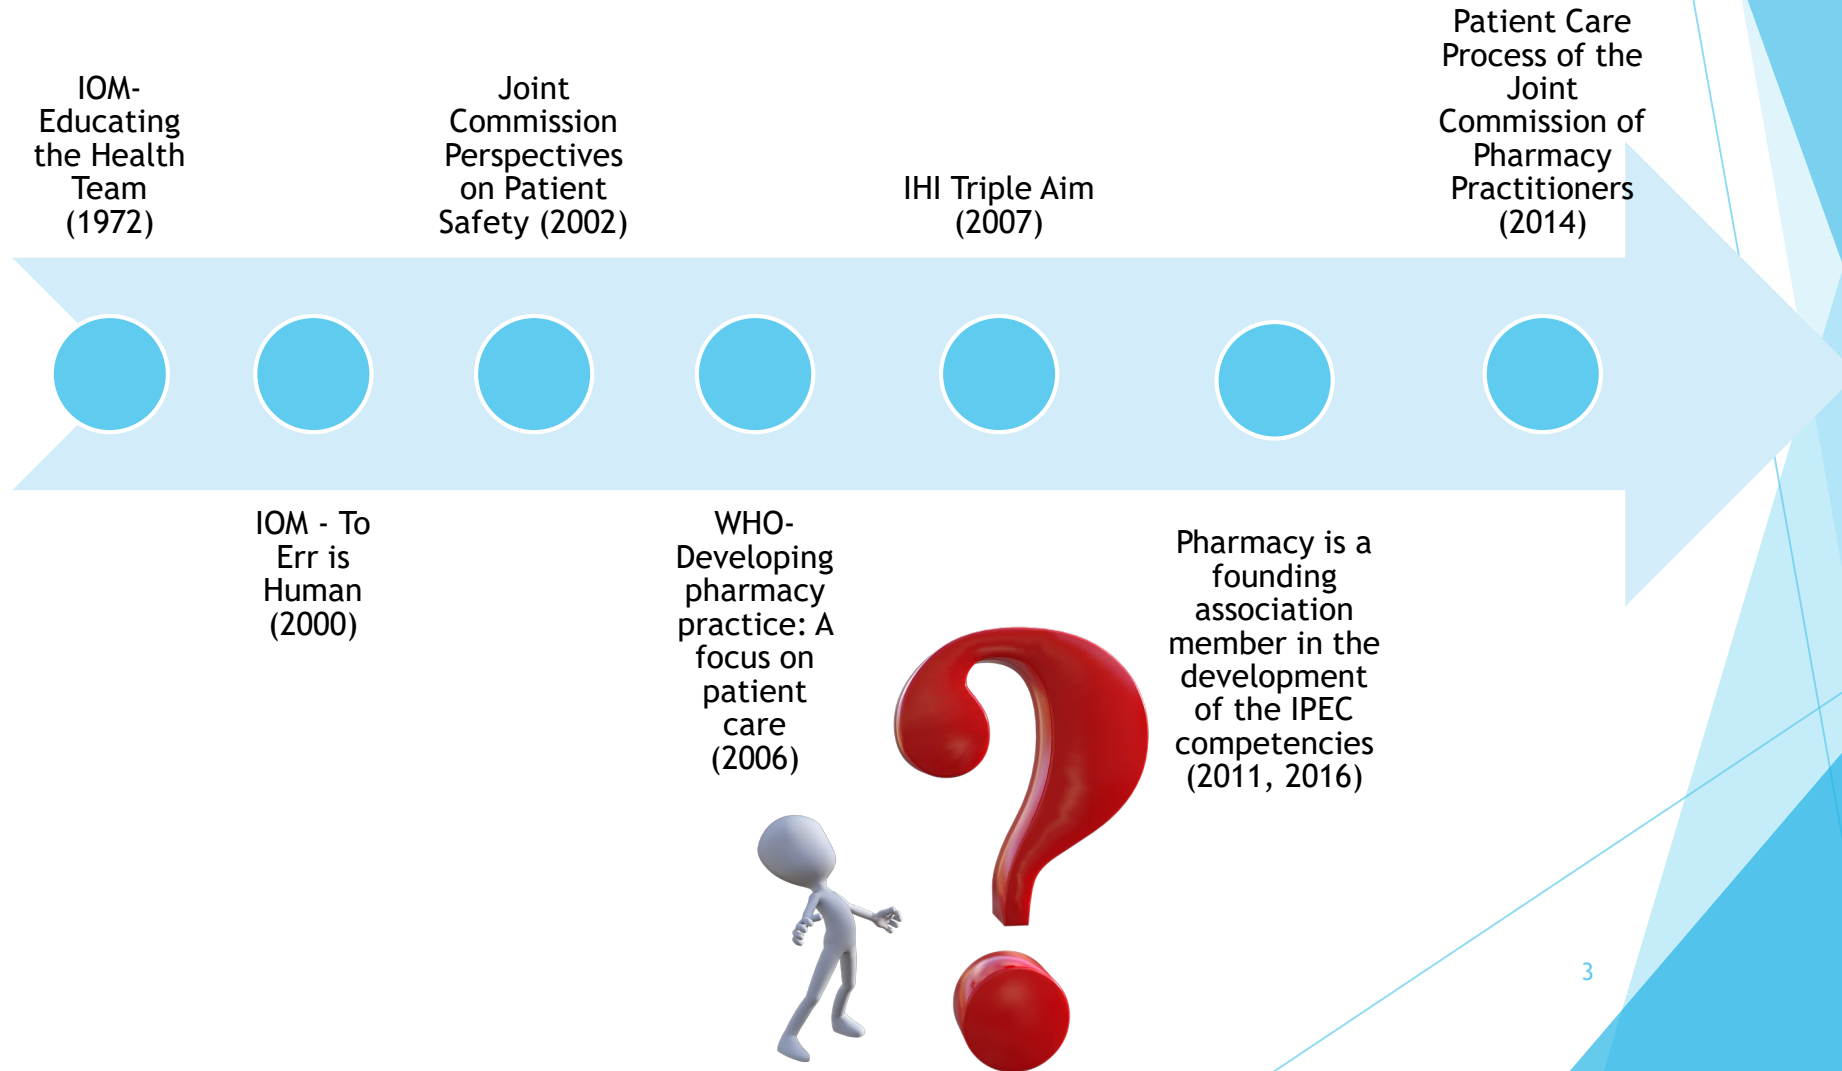 IOM-
Educating
the Health
Team
(1972)
IOM - To
Err is
Human
(2000)
Joint
Commission
Perspectives
on Patient
Safety (2002)
WHO-
Developing
pharmacy
practice: A
focus on
patient
care
(2006)
IHI Triple Aim
(2007)
Pharmacy is a
founding
association
member in the
development
of the IPEC
competencies
(2011, 2016)
Patient Care
Process of the
Joint
Commission of
Pharmacy
Practitioners
(2014)
3